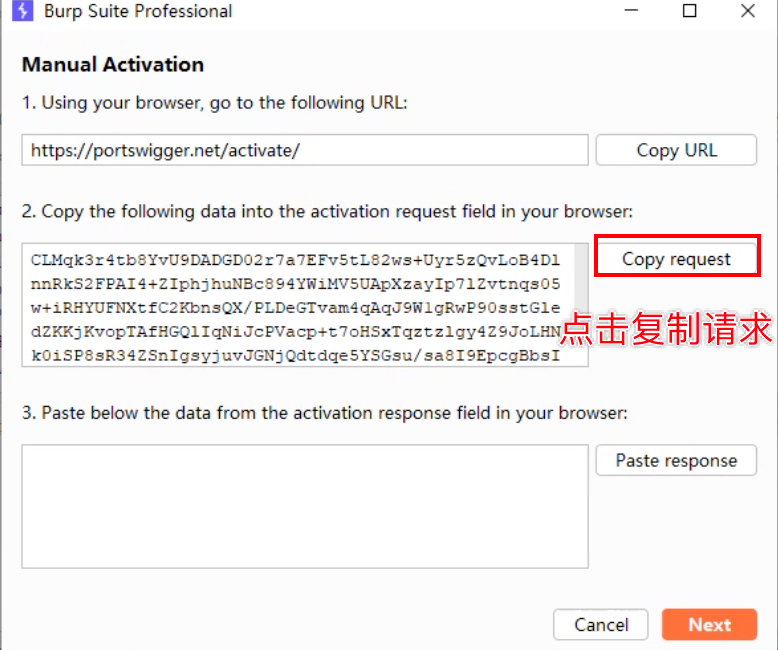 Burp Suite Professional
Manual Activation
1. Using your browser, go to the following URL:
https://portswigger.net/activate/
Copy URL
2. Copy the following data into the activation request field in your browser:
CLMqk3r4tb8YvU9DADGD02r7a7EFv5tL82ws+Uyr5zQvLoB4Dl
nnRkS2FPAI4+ZIphjhuNBc894YWiMV5UApXzayIp7lZvtnqs05
w+iRHYUFNXtfC2KbnsQX/PLDeGTvam4qAqJ9WlgRwP90sstGle
dZKKjKvopTAfHGQlIqNiJcPVacp+t7oHSxTqztzlgy4Z9JoLHN
k0iSP8sR34ZSnIgsyjuvJGNjQdtdqe5YSGsu/sa8I9EpcgBbsI
Copy request
点击复制请求
3. Paste below the data from the activation response field in your browser:
Paste response
Cancel
Next